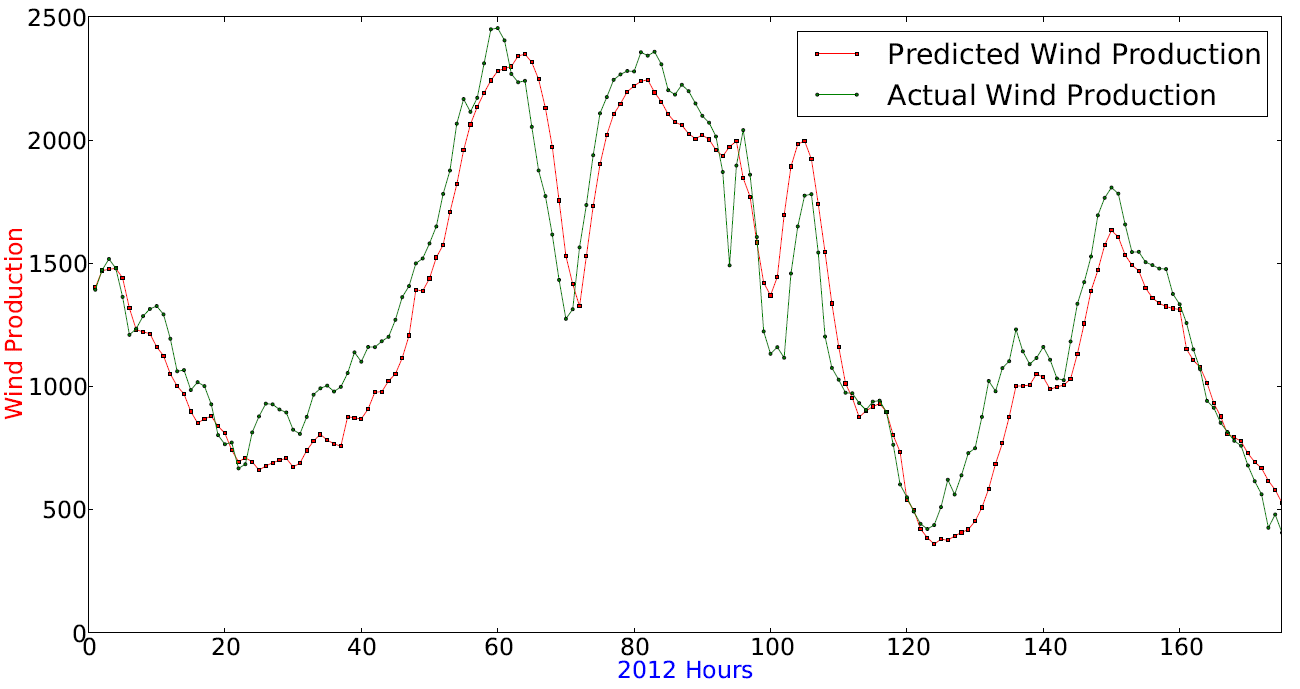 2500
2000
1500
1000
500
0
Wind Production
Predicted Wind Production
Actual Wind Production
0 20 40 60 80 100 120 140 160
2012 Hours